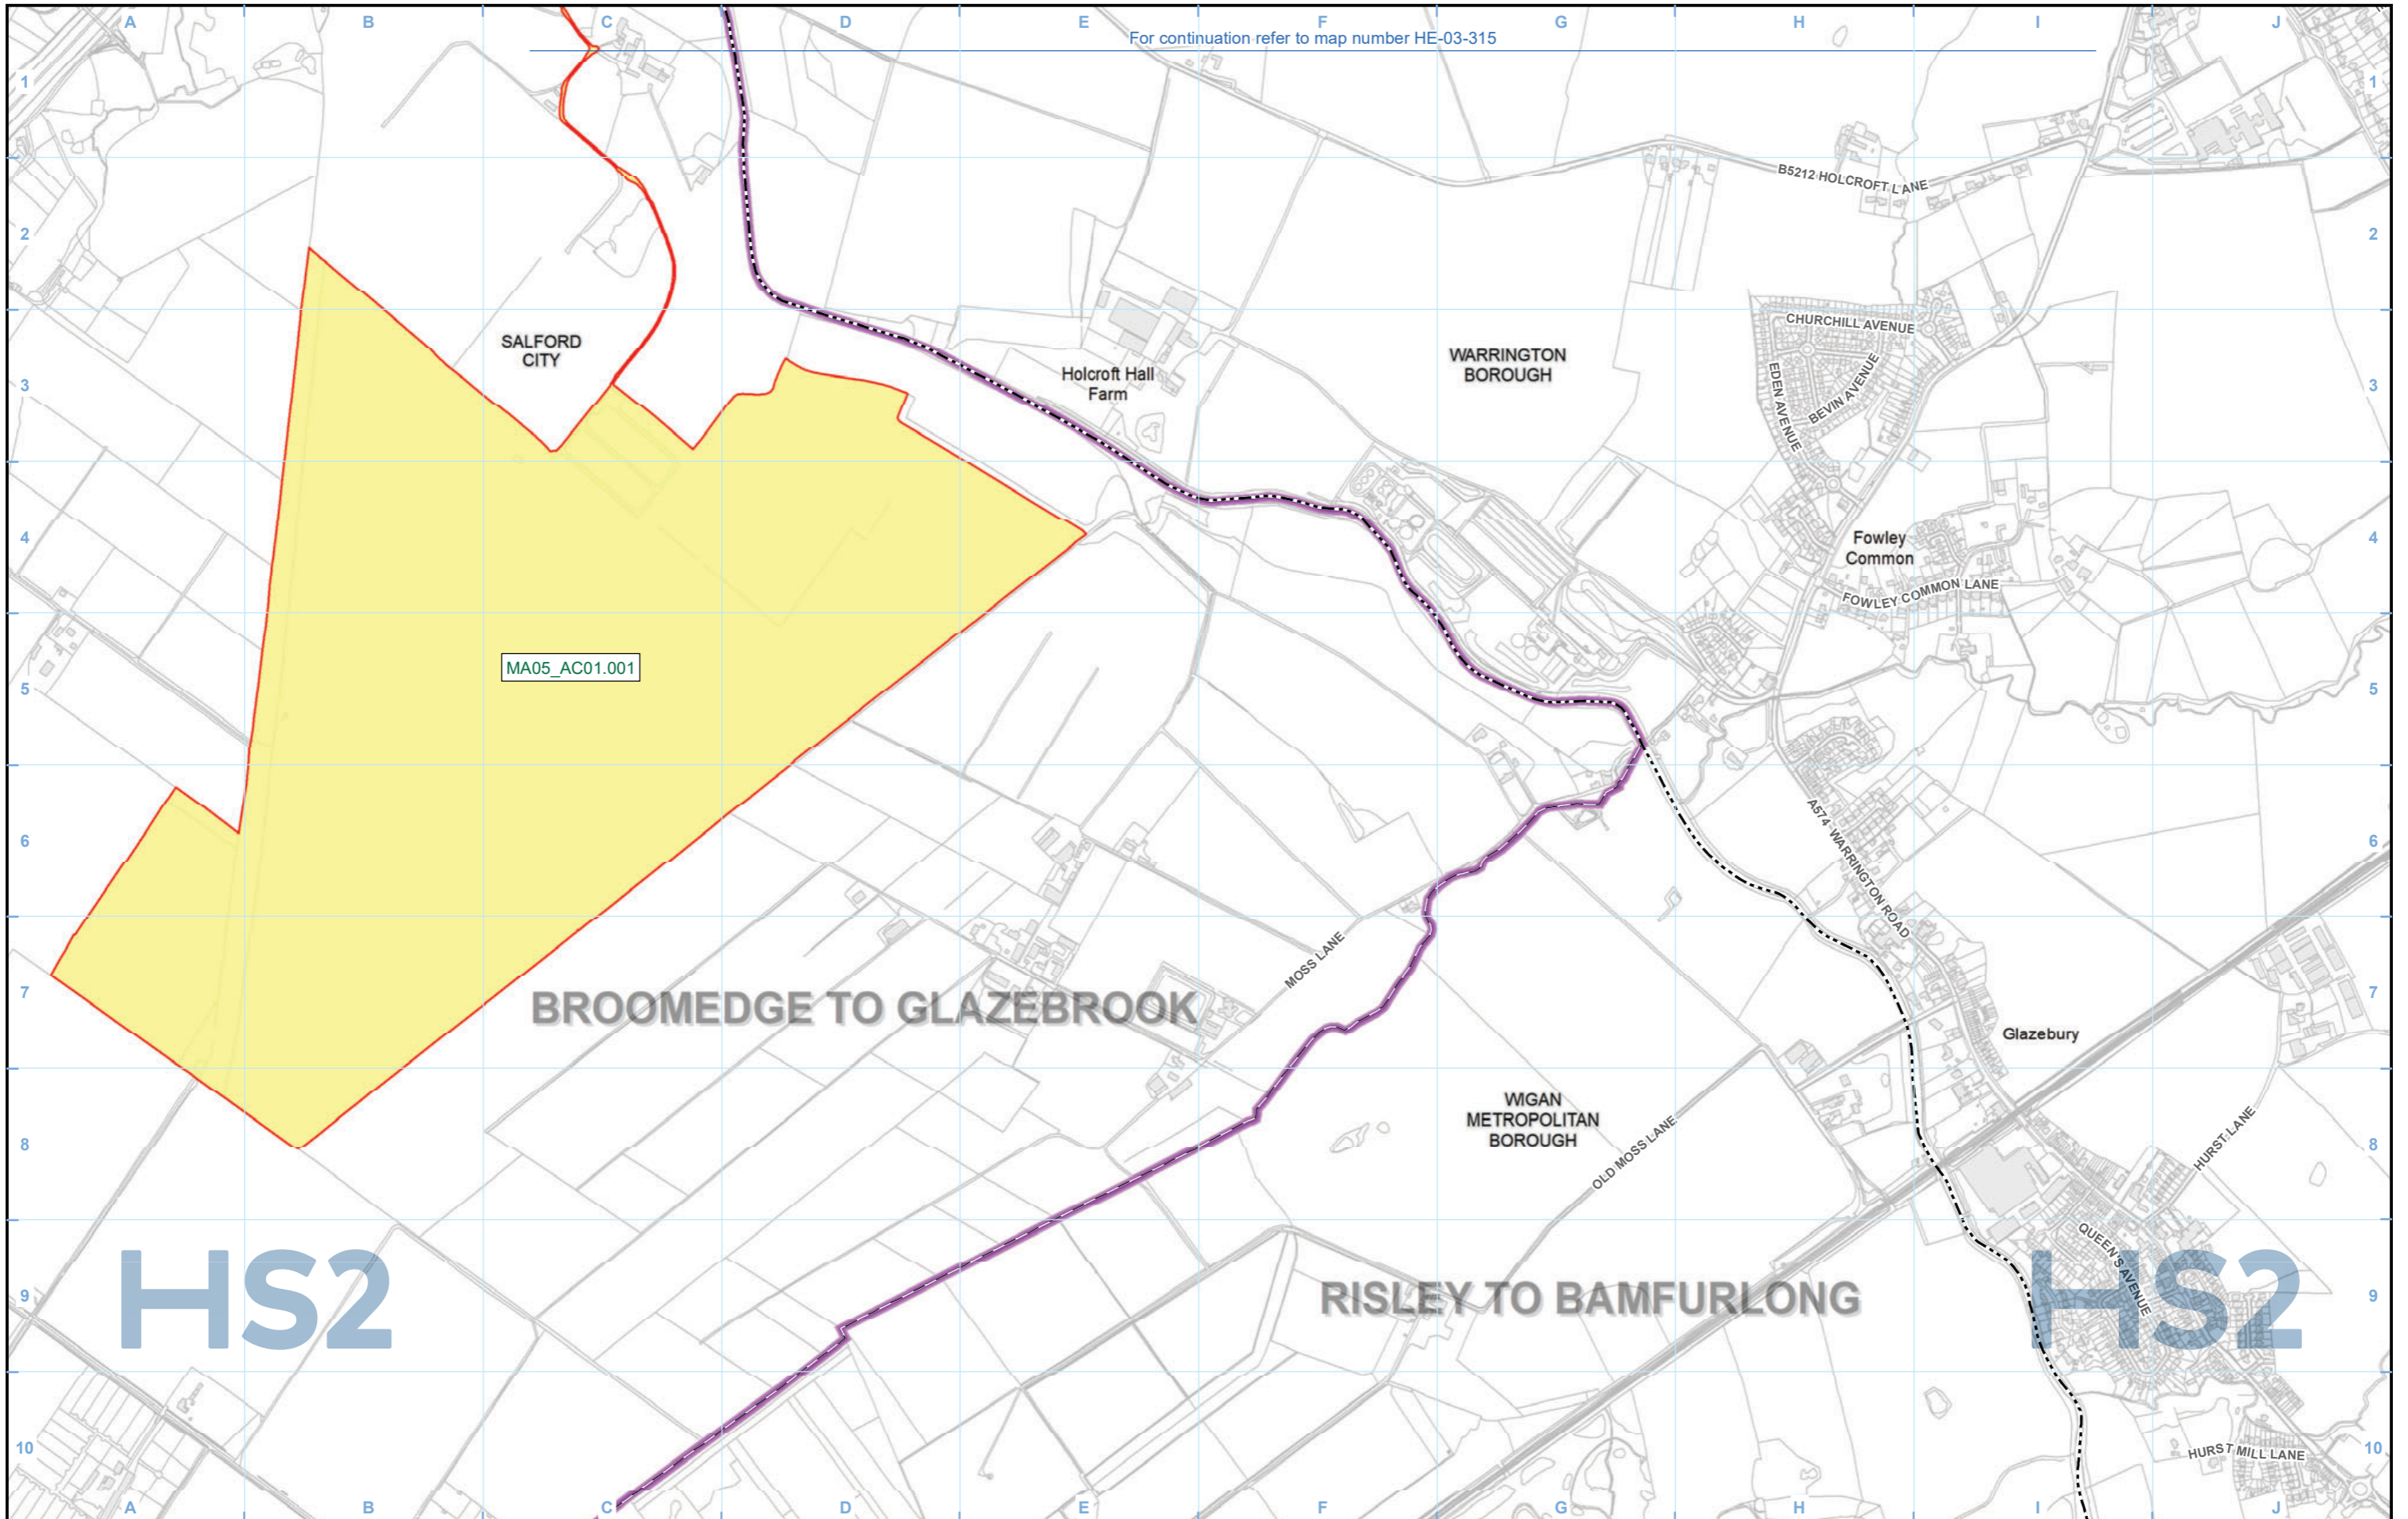 A B C D E F G H I J
For continuation refer to map number HE-03-315
1 1
B5212 HOLCROFT LANE
2 2
CHURCHILL AVENUE
SALFORD
CITY
WARRINGTON
BOROUGH
Holcroft Hall
Farm
EDEN AVENUE
BEVIN AVENUE
3 3
4 4
Fowley
Common
FOWLEY COMMON LANE
MA05_AC01.001
5 5
A574 WARRINGTON ROAD
6 6
MOSS LANE
7 7
BROOMEDGE TO GLAZEBROOK
Glazebury
WIGAN
METROPOLITAN
BOROUGH
OLD MOSS LANE
HURST LANE
8 8
QUEEN'S AVENUE
9 9
HS2
RISLEY TO BAMFURLONG
HS2
10 10
HURST MILL LANE
A B C D E F G H I J